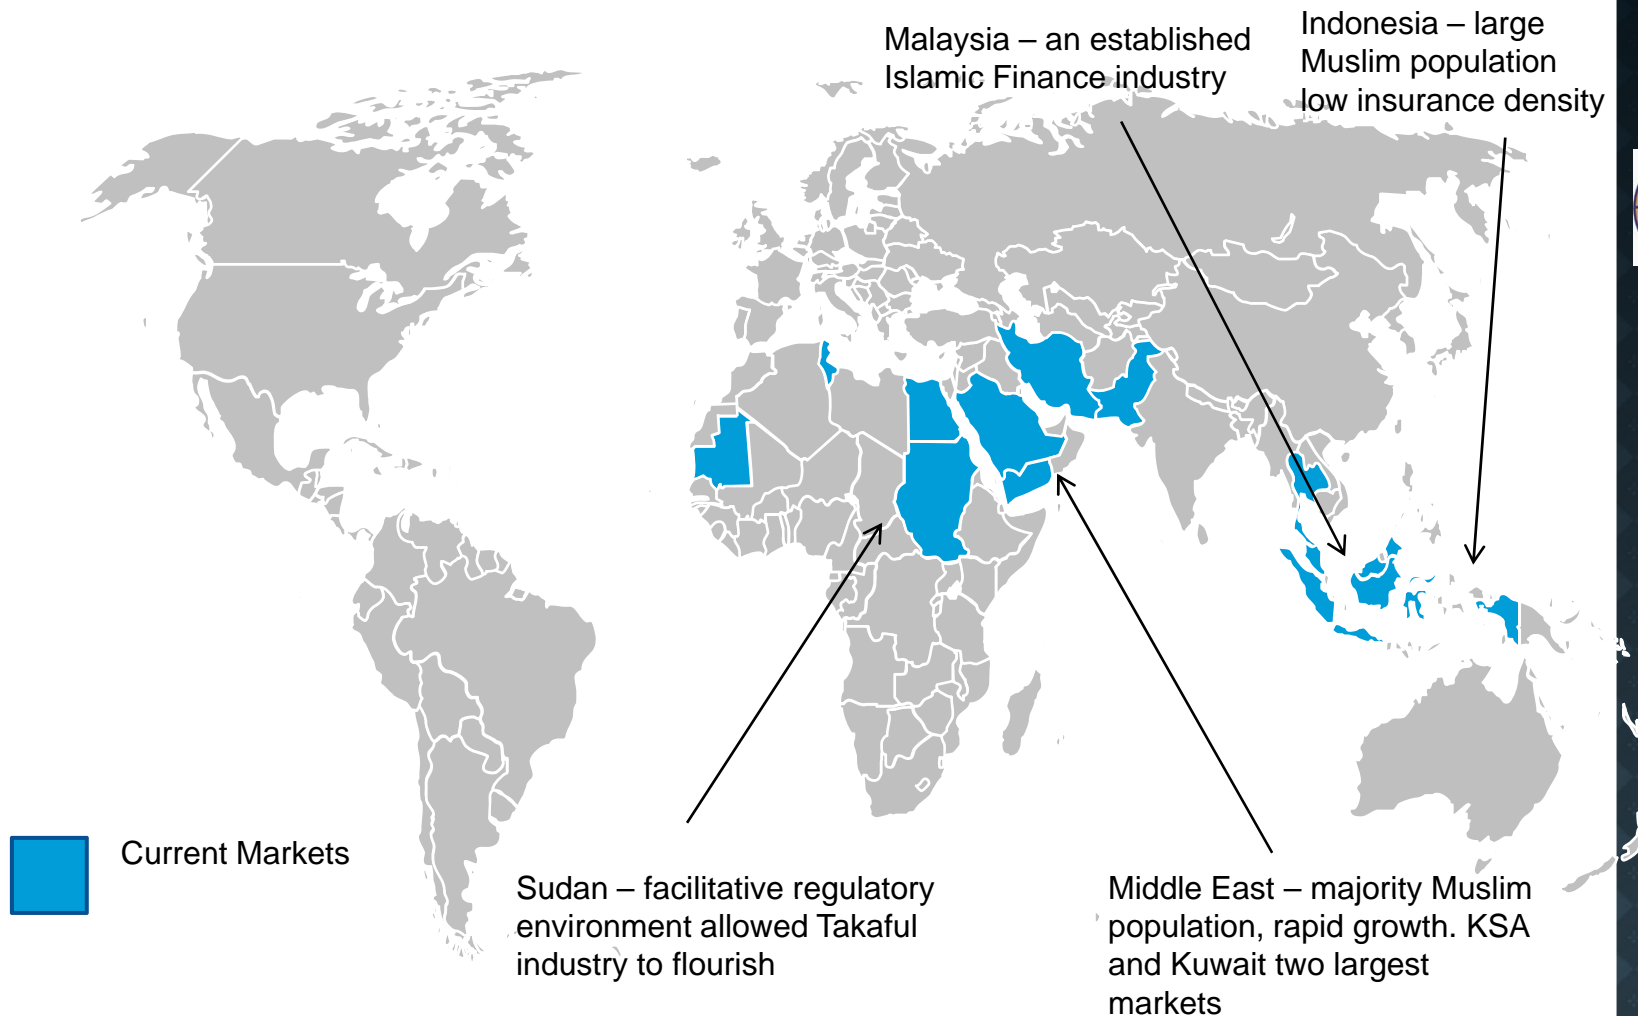 Malaysia – an established
Islamic Finance industry
Indonesia – large
Muslim population
low insurance density
Current Markets
Sudan – facilitative regulatory
environment allowed Takaful
industry to flourish
Middle East – majority Muslim
population, rapid growth. KSA
and Kuwait two largest
markets